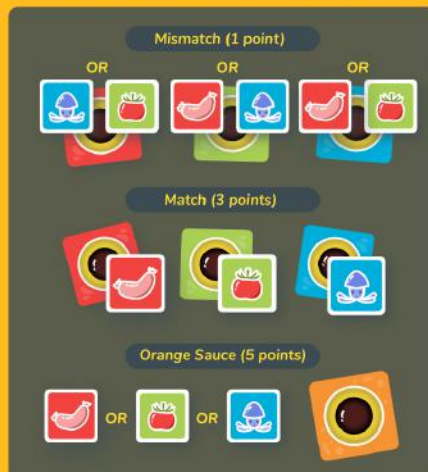 Mismatch (1 point)
OR OR OR
Match (3 points)
Orange Sauce (5 points)
OR OR